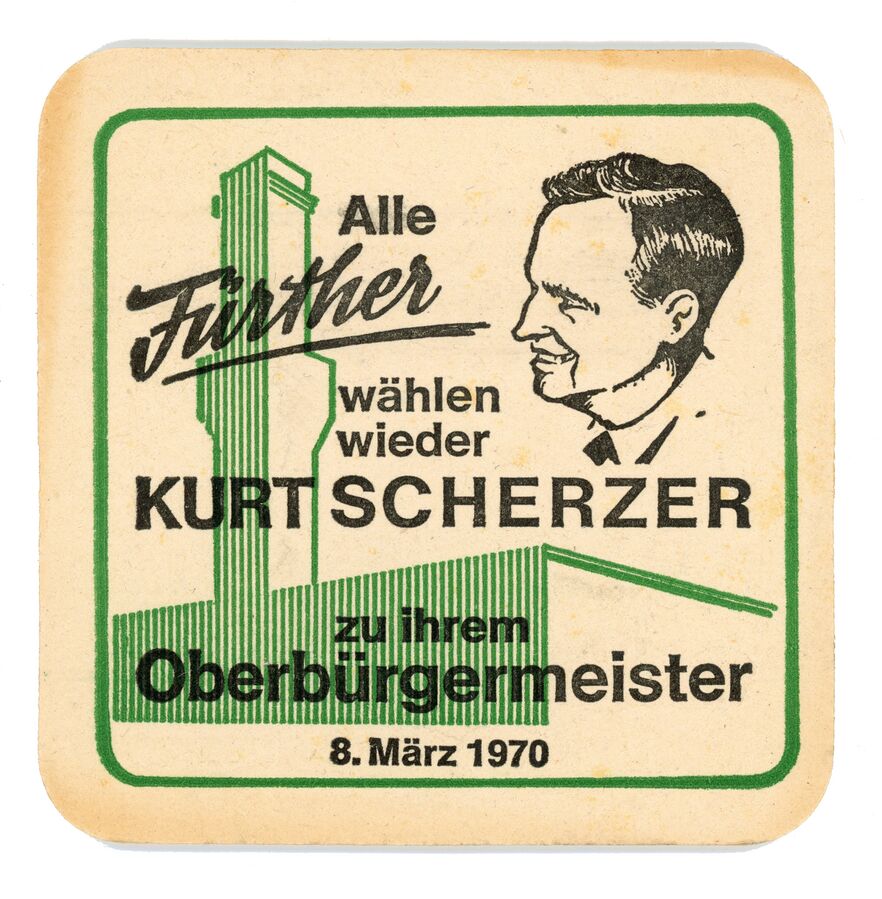 Alle
Fürther
wählen
wieder
KURT SCHERZER
zu ihrem
Oberbürgermeister
8. März 1970